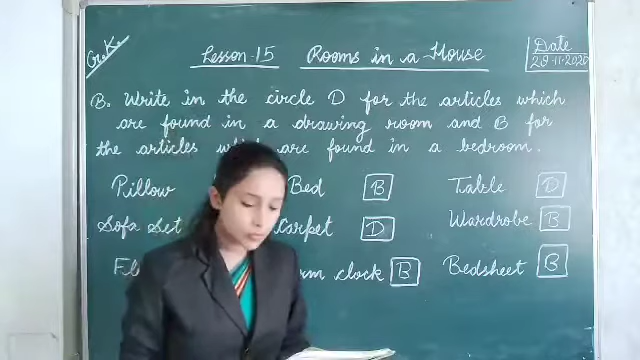 G.K. Lesson-15 Rooms in a House Date
28.11.2020
B. Write in the circle D for the articles which
are found in a drawing room and B for
the articles are found in a bedroom.
Pillow Bed B Table D
Sofa Set Carpet D Wardrobe B
clock B Bedsheet B